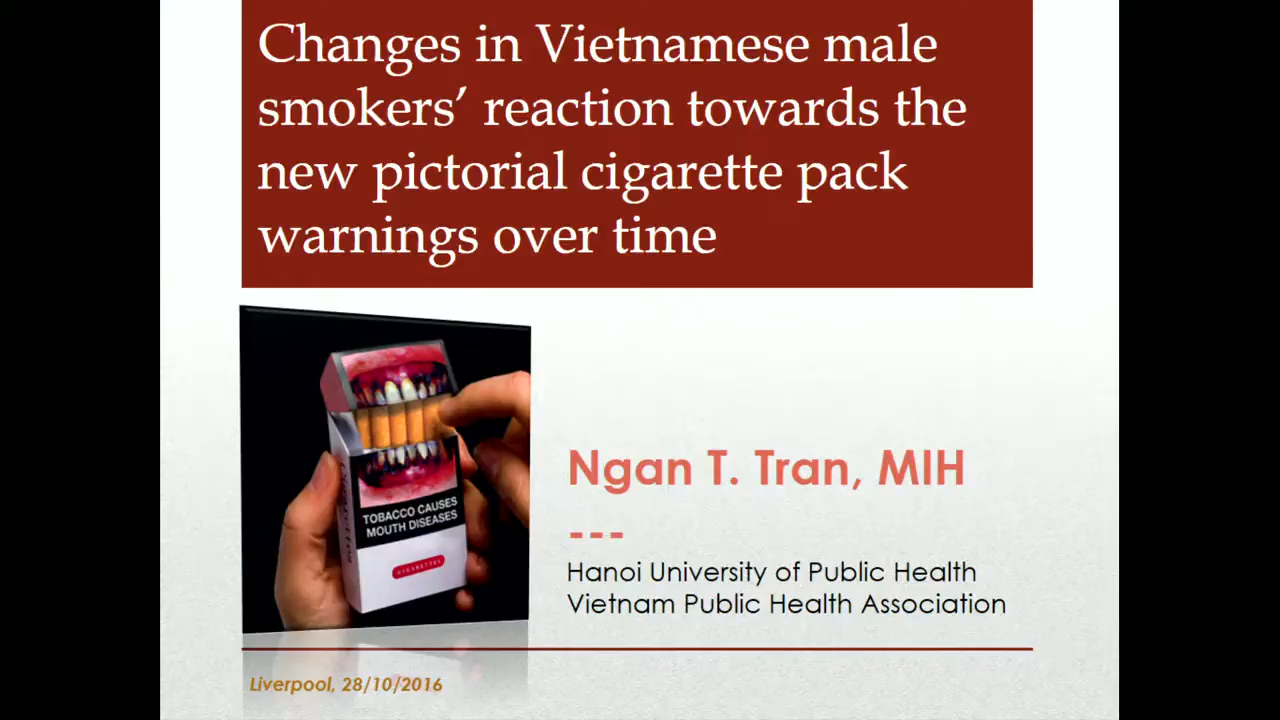 Changes in Vietnamese male
smokers’ reaction towards the
new pictorial cigarette pack
warnings over time
TOBACCO CAUSES
MOUTH DISEASES
CIGARETTES
Ngan T. Tran, MIH
---
Hanoi University of Public Health
Vietnam Public Health Association
Liverpool, 28/10/2016